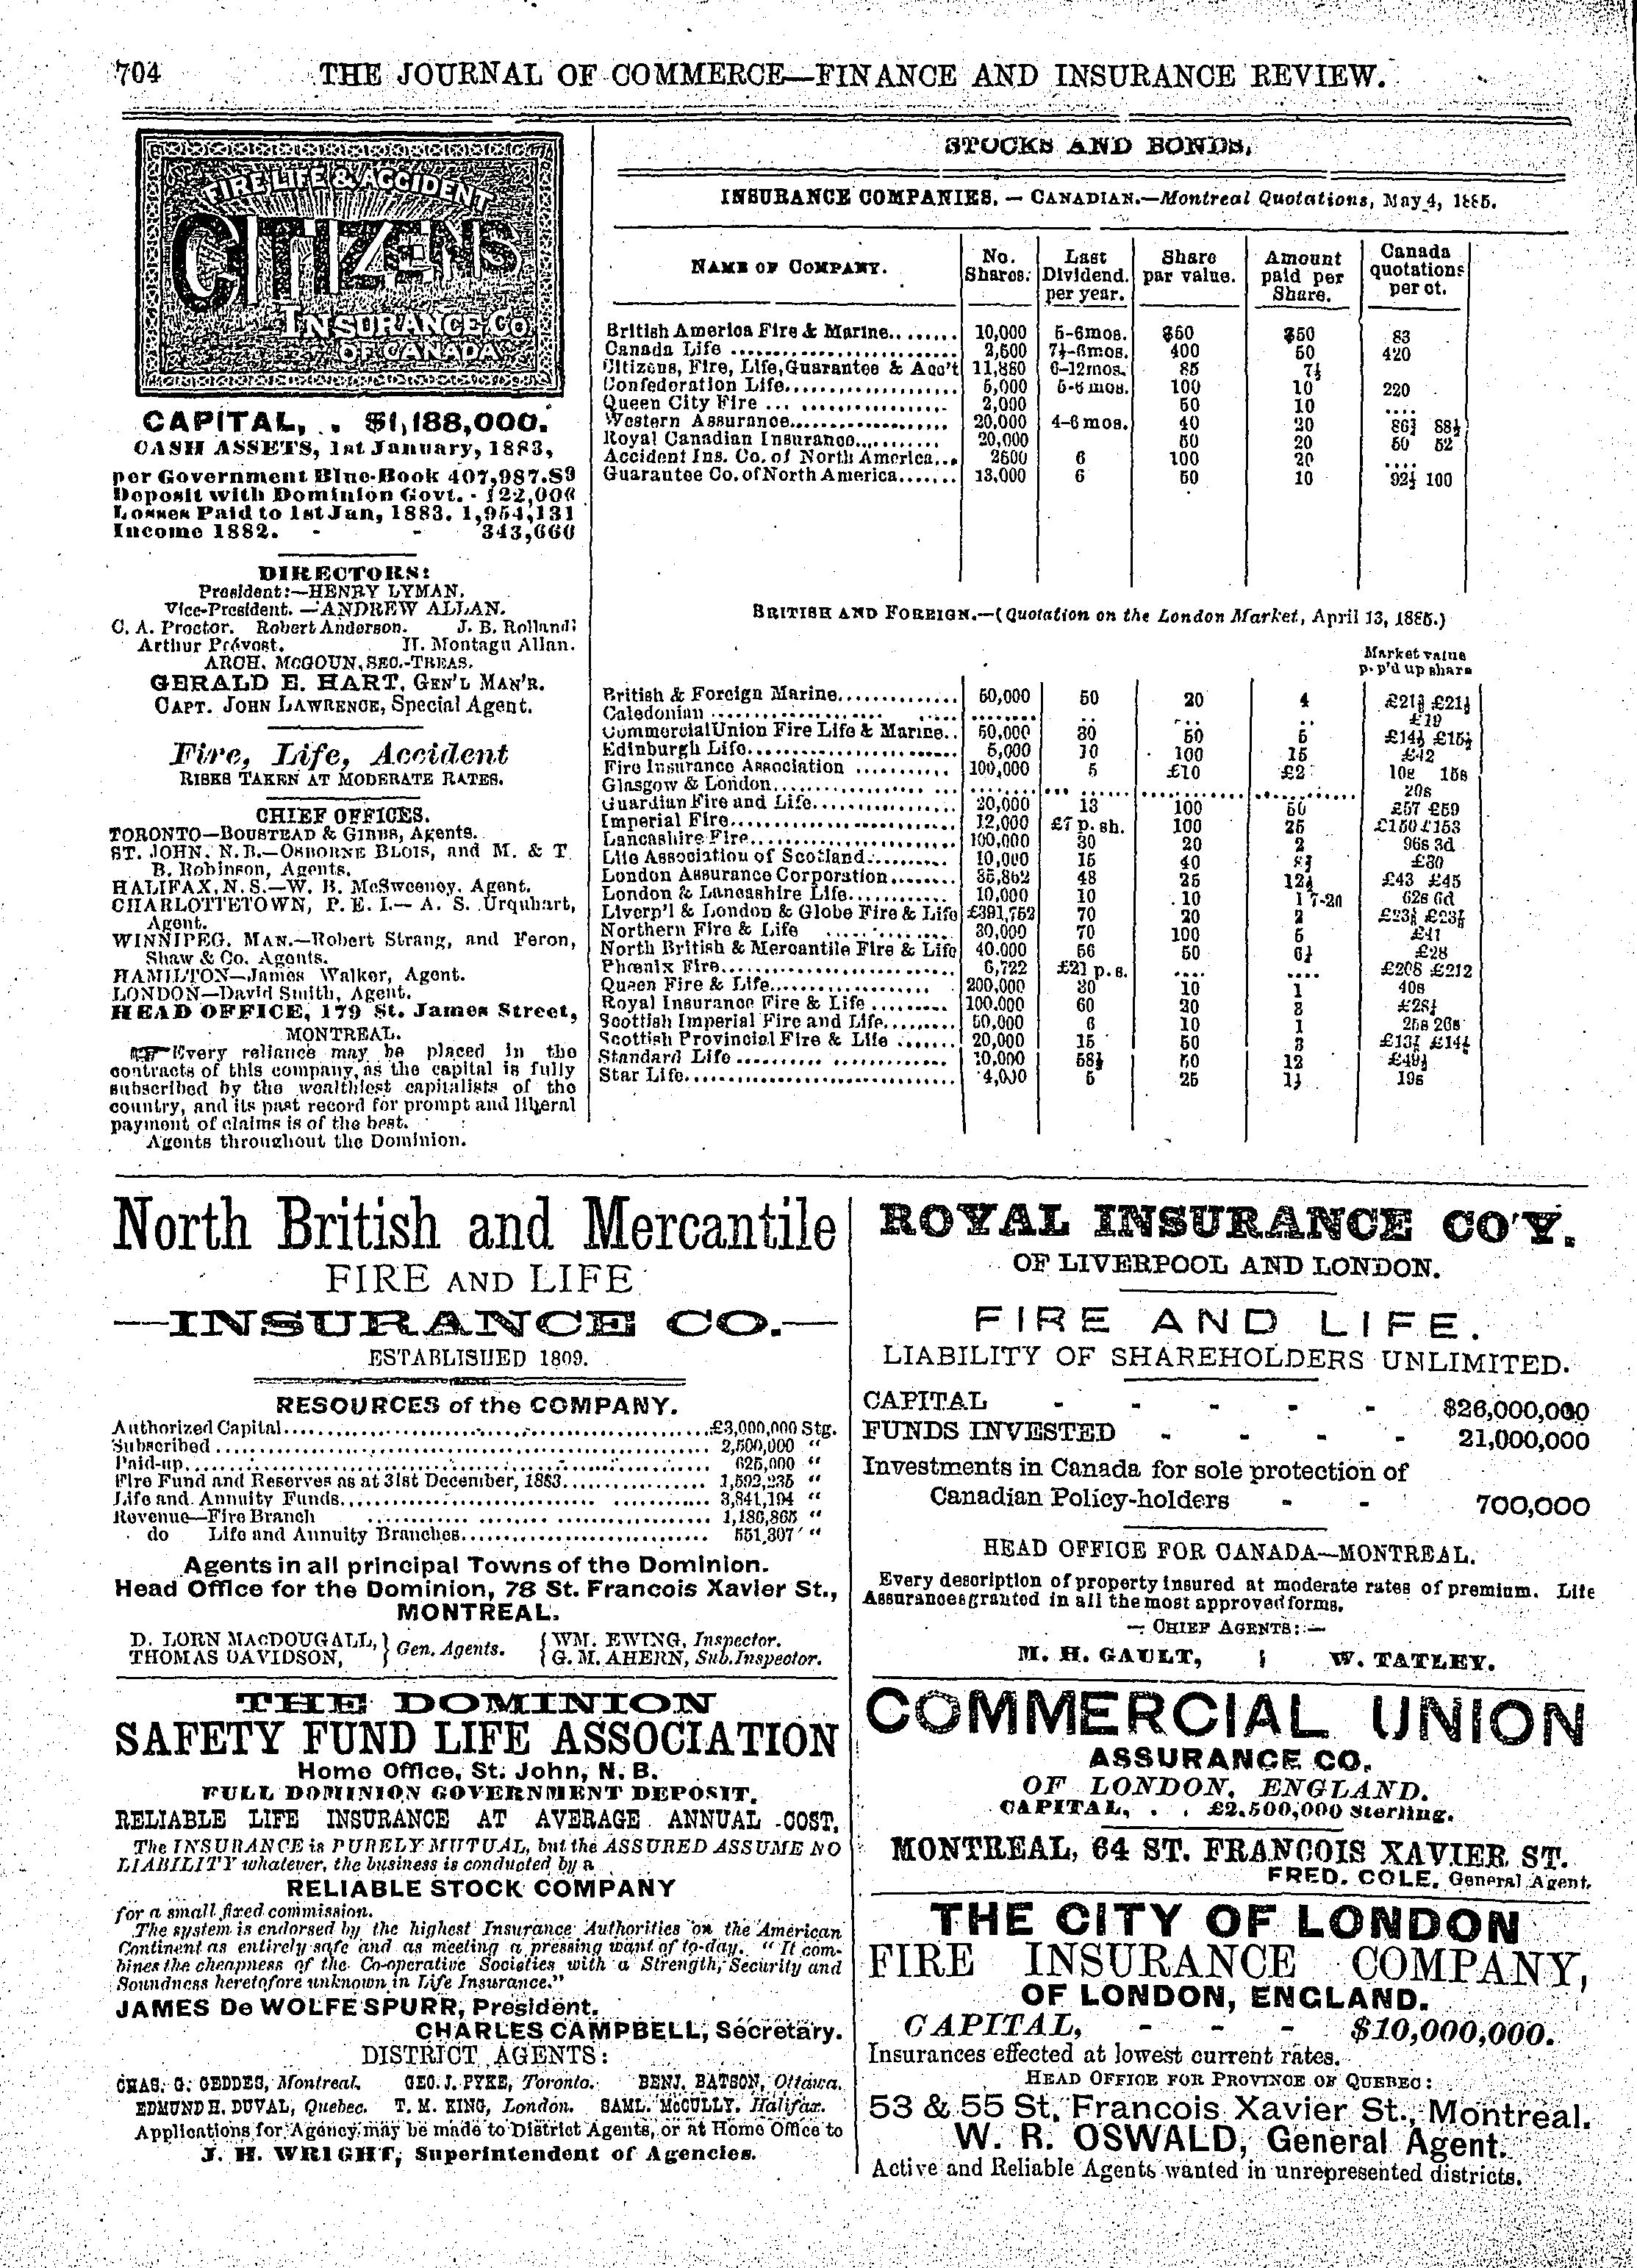 704 THE JOURNAL OF COMMERCE—FINANCE AND INSURANCE REVIEW.
FIRE LIFE & ACCIDENT
CITIZENS
INSURANCE Co
OF CANADA
CAPITAL, . . $1,188,000.
CASH ASSETS, 1st January, 1883,
per Government Blue-Book 407,987.89
Deposit with Dominion Govt. - 122,000
Losses Paid to 1st Jan, 1883. 1,954,131
Income 1882. - - 343,660
DIRECTORS:
President:—HENRY LYMAN.
Vice-President.—ANDREW ALLAN.
C. A. Proctor. Robert Anderson. J. B. Rolland;
Arthur Prévost. H. Montagu Allan.
ARCH. McGOUN, SEC.-TREAS.
GERALD E. HART, GEN'L MAN'R.
CAPT. JOHN LAWRENCE, Special Agent.
Fire, Life, Accident
RISKS TAKEN AT MODERATE RATES.
CHIEF OFFICES.
TORONTO—BOUSTEAD & GIBBS, Agents.
ST. JOHN, N. B.—OSBORNE BLOIS, and M. & T.
B. Robinson, Agents.
HALIFAX, N. S.—W. B. McSweeney, Agent.
CHARLOTTETOWN, P. E. I.—A. S. Urquhart,
Agent.
WINNIPEG, MAN.—Robert Strang, and Feron,
Shaw & Co. Agents.
HAMILTON—James Walker, Agent.
LONDON—David Smith, Agent.
HEAD OFFICE, 179 St. James Street,
MONTREAL.
Every reliance may be placed in the
contracts of this company, as the capital is fully
subscribed by the wealthiest capitalists of the
country, and its past record for prompt and liberal
payment of claims is of the best.
Agents throughout the Dominion.
STOCKS AND BONDS.
INSURANCE COMPANIES.—CANADIAN.—Montreal Quotations, May 4, 1885.
NAME OF COMPANY. No. Shares. Last Dividend. per year. Share par value. Amount paid per Share. Canada quotations per ct.
British America Fire & Marine........ 10,000 5-6mos. $50 $50 83
Canada Life ........ 2,500 7½-6mos. 400 50 420
Citizens, Fire, Life, Guarantee & Acc't 11,880 6-12mos. 85 7½
Confederation Life........ 5,000 5-6 mos. 100 10 220
Queen City Fire ........ 2,000 50 10 ....
Western Assurance........ 20,000 4-6 mos. 40 20 86¾ 88½
Royal Canadian Insurance........ 20,000 50 20 50 52
Accident Ins. Co. of North America... 2600 6 100 20 ....
Guarantee Co. of North America....... 13,000 6 50 10 92½ 100
BRITISH AND FOREIGN.—(Quotation on the London Market, April 13, 1885.)
Market value
p. p'd up share
British & Foreign Marine........ 50,000 50 20 4 £21 £21
Caledonian ........ .. .. .. £19
Commercial Union Fire Life & Marine.. 50,000 30 50 5 £14½ £15½
Edinburgh Life........ 5,000 10 100 15 £42
Fire Insurance Association ........ 100,000 5 £10 £2 10s 15s
Glasgow & London........ 20s
Guardian Fire and Life........ 20,000 13 100 50 £57 £59
Imperial Fire........ 12,000 £7 p. sh. 100 25 £150 £153
Lancashire Fire........ 100,000 30 20 2 96s 3d
Life Association of Scotland........ 10,000 15 40 £30
London Assurance Corporation........ 35,862 48 25 12½ £43 £45
London & Lancashire Life........ 10,000 10 10 1 7-20 62s 6d
Liverp'l & London & Globe Fire & Life £391,752 70 20 2 £23 £23
Northern Fire & Life ........ 30,000 70 100 5 £41
North British & Mercantile Fire & Life 40.000 56 50 6¼ £28
Phœnix Fire........ 6,722 £21 p. s. .... .... £208 £212
Queen Fire & Life........ 200,000 30 10 1 40s
Royal Insurance Fire & Life ........ 100.000 60 20 3 £28
Scottish Imperial Fire and Life........ 50,000 6 10 1 25s 26s
Scottish Provincial Fire & Life ....... 20,000 15 50 3 £13 £14
Standard Life ........ 10,000 58½ 50 12 £49
Star Life........ 4,000 5 25 1½ 19s
North British and Mercantile
FIRE AND LIFE
—INSURANCE CO.—
ESTABLISHED 1809.
RESOURCES of the COMPANY.
Authorized Capital........ £3,000,000 Stg.
Subscribed ........ 2,500,000 "
Paid-up........ 625,000 "
Fire Fund and Reserves as at 31st December, 1883........ 1,592,235 "
Life and Annuity Funds........ 3,841,194 "
Revenue—Fire Branch ........ 1,186,865 "
do Life and Annuity Branches........ 551,307 "
Agents in all principal Towns of the Dominion.
Head Office for the Dominion, 78 St. Francois Xavier St.,
MONTREAL.
D. LORN MACDOUGALL, } Gen. Agents. { WM. EWING, Inspector.
THOMAS DAVIDSON, } { G. M. AHERN, Sub. Inspector.
ROYAL INSURANCE CO'Y.
OF LIVERPOOL AND LONDON.
FIRE AND LIFE.
LIABILITY OF SHAREHOLDERS UNLIMITED.
CAPITAL - - - - - $26,000,000
FUNDS INVESTED - - - - 21,000,000
Investments in Canada for sole protection of
Canadian Policy-holders - - 700,000
HEAD OFFICE FOR CANADA—MONTREAL.
Every description of property insured at moderate rates of premium. Life
Assurances granted in all the most approved forms.
— CHIEF AGENTS: —
M. H. GAULT, | W. TATLEY.
THE DOMINION
SAFETY FUND LIFE ASSOCIATION
Home Office, St. John, N. B.
FULL DOMINION GOVERNMENT DEPOSIT.
RELIABLE LIFE INSURANCE AT AVERAGE ANNUAL COST.
The INSURANCE is PURELY MUTUAL, but the ASSURED ASSUME NO
LIABILITY whatever, the business is conducted by a
RELIABLE STOCK COMPANY
for a small fixed commission.
The system is endorsed by the highest Insurance Authorities on the American
Continent as entirely safe and as meeting a pressing want of to-day. "It com-
bines the cheapness of the Co-operative Societies with a Strength, Security and
Soundness heretofore unknown in Life Insurance."
JAMES De WOLFE SPURR, President.
CHARLES CAMPBELL, Secretary.
DISTRICT AGENTS:
CHAS. G. GEDDES, Montreal. GEO. J. PYKE, Toronto. BENJ. BATSON, Ottawa.
EDMUND H. DUVAL, Quebec. T. M. KING, London. SAML. McCULLY, Halifax.
Applications for Agency may be made to District Agents, or at Home Office to
J. H. WRIGHT, Superintendent of Agencies.
COMMERCIAL UNION
ASSURANCE CO.
OF LONDON, ENGLAND.
CAPITAL, . . £2,500,000 Sterling.
MONTREAL, 64 ST. FRANCOIS XAVIER ST.
FRED. COLE, General Agent.
THE CITY OF LONDON
FIRE INSURANCE COMPANY,
OF LONDON, ENGLAND.
CAPITAL, - - - $10,000,000.
Insurances effected at lowest current rates.
HEAD OFFICE FOR PROVINCE OF QUEBEC:
53 & 55 St. Francois Xavier St., Montreal.
W. R. OSWALD, General Agent.
Active and Reliable Agents wanted in unrepresented districts.